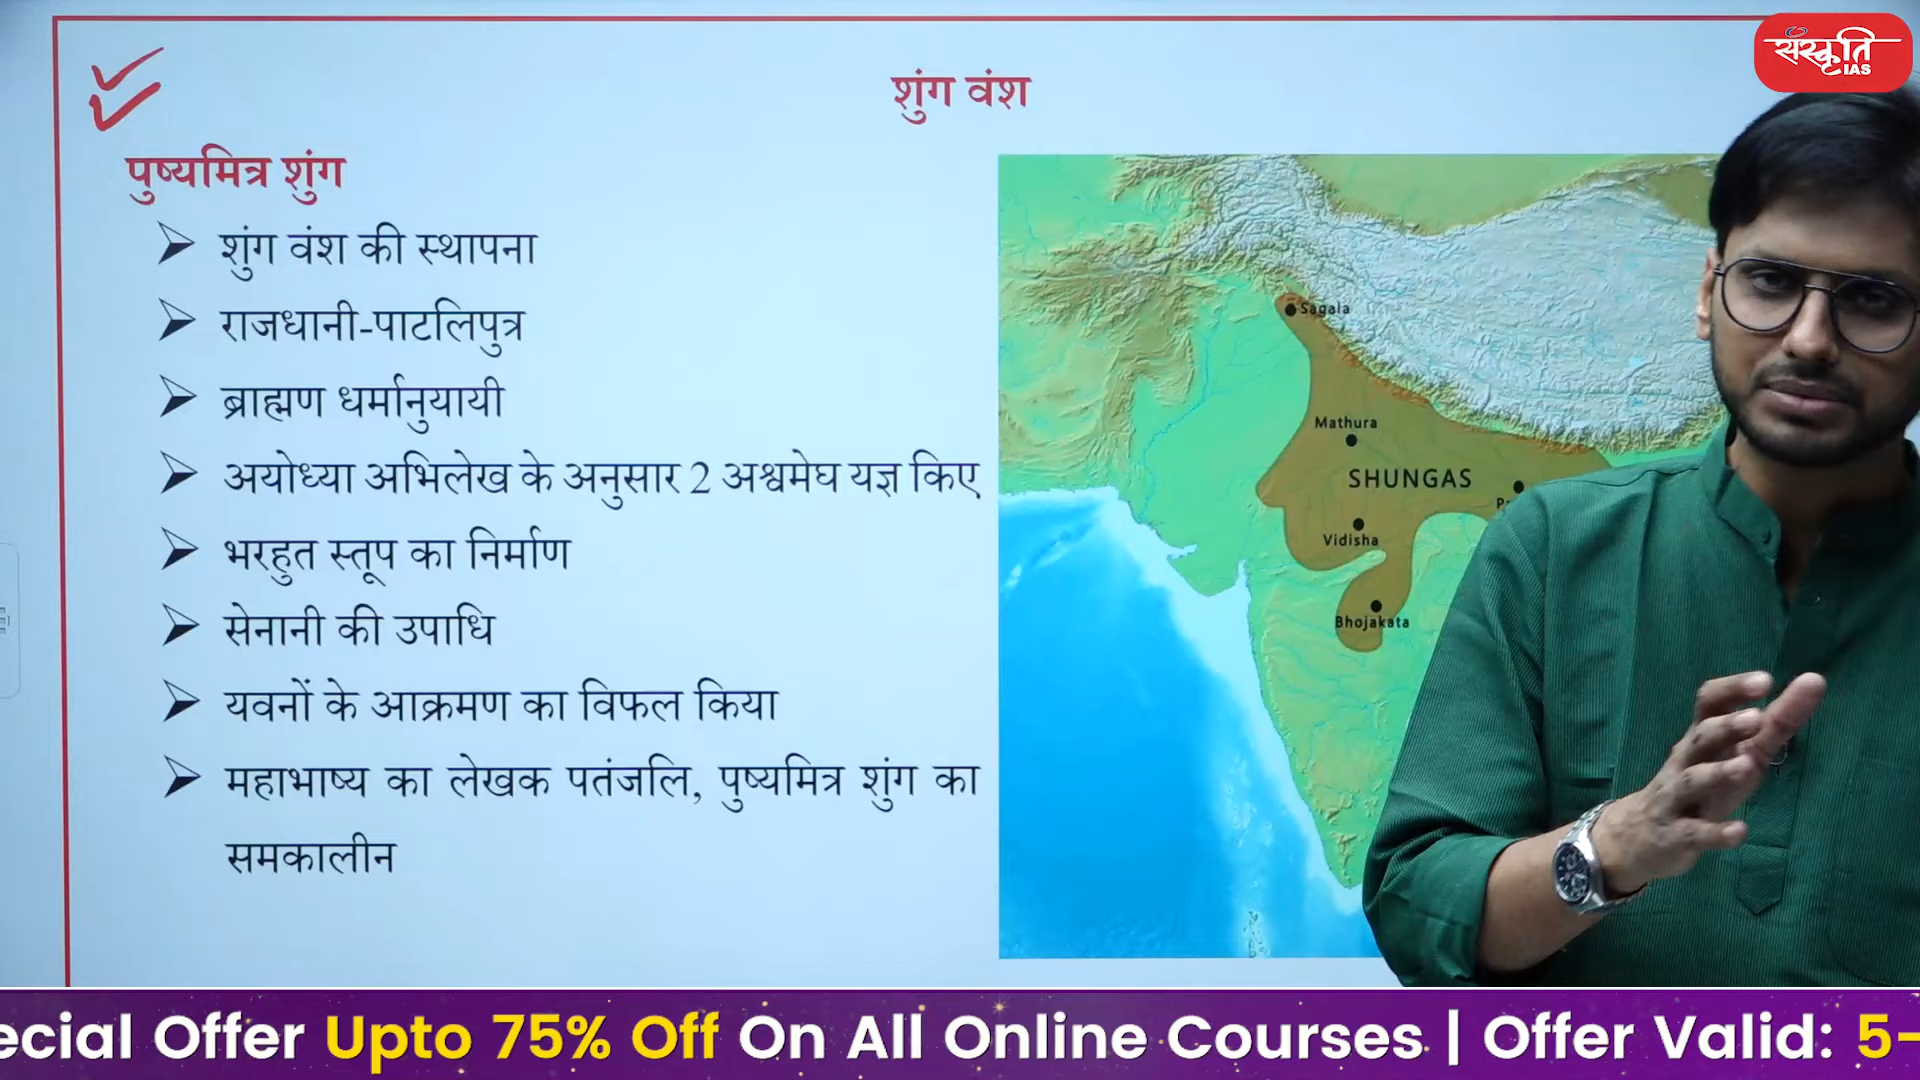 संस्कृति
IAS
शुंग वंश
पुष्यमित्र शुंग
शुंग वंश की स्थापना
राजधानी-पाटलिपुत्र
ब्राह्मण धर्मानुयायी
अयोध्या अभिलेख के अनुसार 2 अश्वमेघ यज्ञ किए
भरहुत स्तूप का निर्माण
सेनानी की उपाधि
यवनों के आक्रमण का विफल किया
महाभाष्य का लेखक पतंजलि, पुष्यमित्र शुंग का
समकालीन
Sagala
Mathura
SHUNGAS
Vidisha
Bhojakata
Offer Upto 75% Off On All Online Courses | Offer Valid: